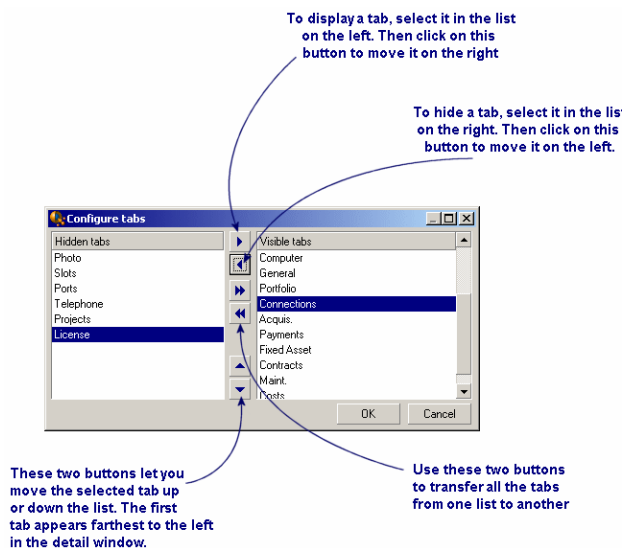 To display a tab, select it in the list
on the left. Then click on this
button to move it on the right
To hide a tab, select it in the list
on the right. Then click on this
button to move it on the left.
Configure tabs
Hidden tabs
Photo
Slots
Ports
Telephone
Projects
License
Visible tabs
Computer
General
Portfolio
Connections
Acquis.
Payments
Fixed Asset
Contracts
Maint.
Costs
OK
Cancel
These two buttons let you
move the selected tab up
or down the list. The first
tab appears farthest to the left
in the detail window.
Use these two buttons
to transfer all the tabs
from one list to another